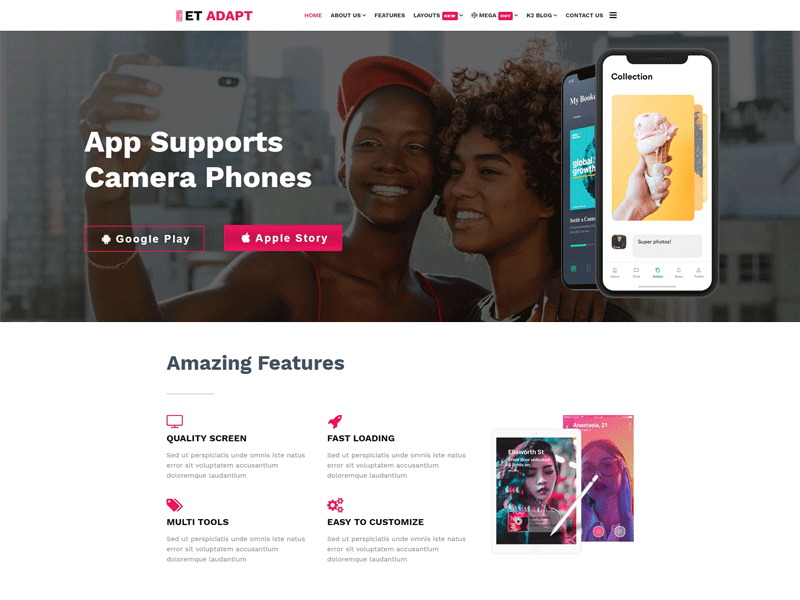 ET ADAPT
HOME ABOUT US FEATURES LAYOUTS NEW MEGA HOT K2 BLOG CONTACT US
App Supports
Camera Phones
Google Play Apple Story
My Book
global
growth
Collection
Super photos!
Home
Profile
Amazing Features
QUALITY SCREEN
Sed ut perspiciatis unde omnis iste natus
error sit voluptatem accusantium
doloremque laudantium
FAST LOADING
Sed ut perspiciatis unde omnis iste natus
error sit voluptatem accusantium
doloremque laudantium
MULTI TOOLS
Sed ut perspiciatis unde omnis iste natus
error sit voluptatem accusantium
doloremque laudantium
EASY TO CUSTOMIZE
Sed ut perspiciatis unde omnis iste natus
error sit voluptatem accusantium
doloremque laudantium
Anastasia, 21
Ellsworth St